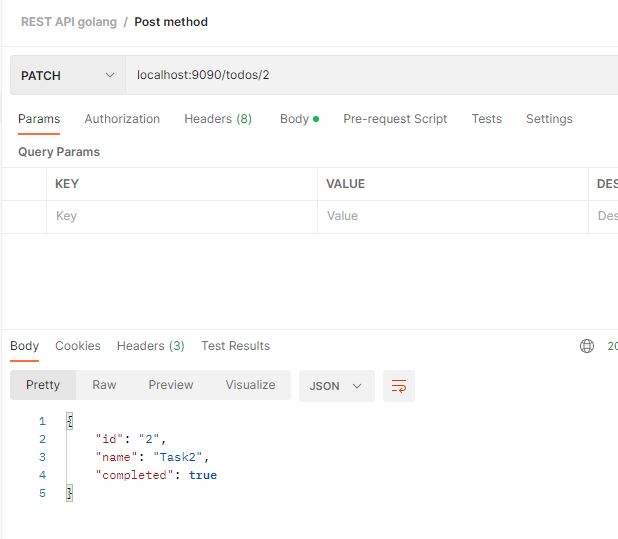 REST API golang / Post method
PATCH localhost:9090/todos/2
Params Authorization Headers (8) Body Pre-request Script Tests Settings
Query Params
KEY VALUE DES
Key Value Des
Body Cookies Headers (3) Test Results 20
Pretty Raw Preview Visualize JSON
1 {
2 "id": "2",
3 "name": "Task2",
4 "completed": true
5 }